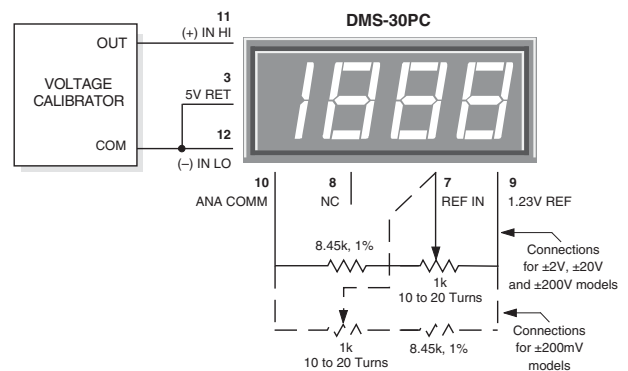 DMS-30PC
11
(+) IN HI
OUT
3
5V RET
VOLTAGE
CALIBRATOR
12
COM
(–) IN LO
1888
10
ANA COMM
8
NC
7
REF IN
9
1.23V REF
8.45k, 1%
1k
10 to 20 Turns
Connections
for ±2V, ±20V
and ±200V models
1k
10 to 20 Turns
8.45k, 1%
Connections
for ±200mV
models